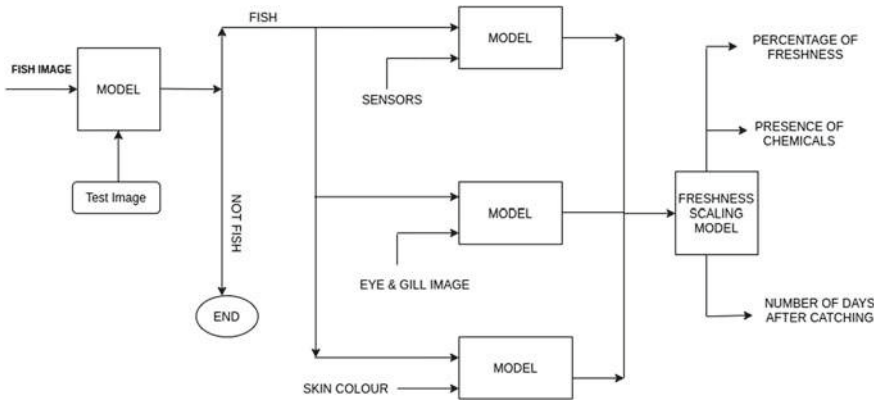 FISH IMAGE
MODEL
Test Image
FISH
NOT FISH
END
MODEL
SENSORS
MODEL
EYE & GILL IMAGE
MODEL
SKIN COLOUR
FRESHNESS
SCALING
MODEL
PERCENTAGE OF
FRESHNESS
PRESENCE OF
CHEMICALS
NUMBER OF DAYS
AFTER CATCHING